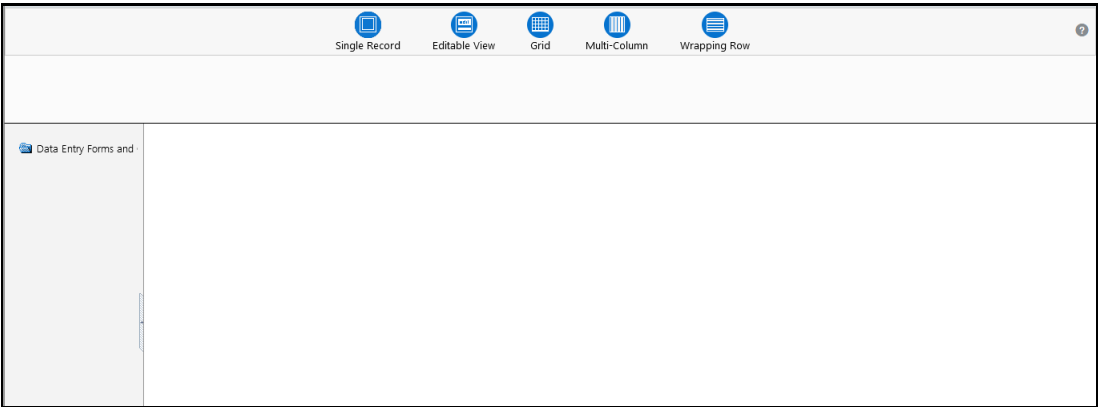 Single Record
Editable View
Grid
Multi-Column
Wrapping Row
?
Data Entry Forms and